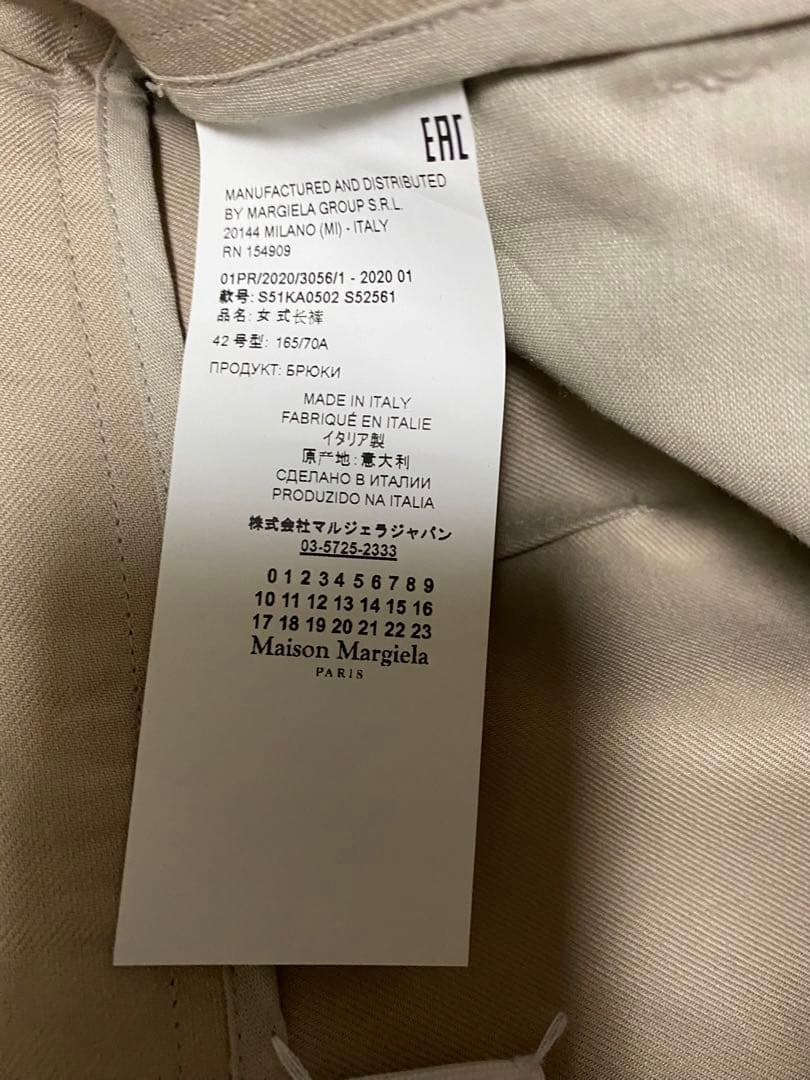 EAC
MANUFACTURED AND DISTRIBUTED
BY MARGIELA GROUP S.R.L.
20144 MILANO (MI) - ITALY
RN 154909
01PR/2020/3056/1 - 2020 01
款号: S51KA0502 S52561
品名: 女 式长裤
42 号型: 165/70A
ПРОДУКТ: БРЮКИ
MADE IN ITALY
FABRIQUÉ EN ITALIE
イタリア製
原产地:意大利
СДЕЛАНО В ИТАЛИИ
PRODUZIDO NA ITALIA
株式会社マルジェラジャパン
03-5725-2333
0 1 2 3 4 5 6 7 8 9
10 11 12 13 14 15 16
17 18 19 20 21 22 23
Maison Margiela
PARIS